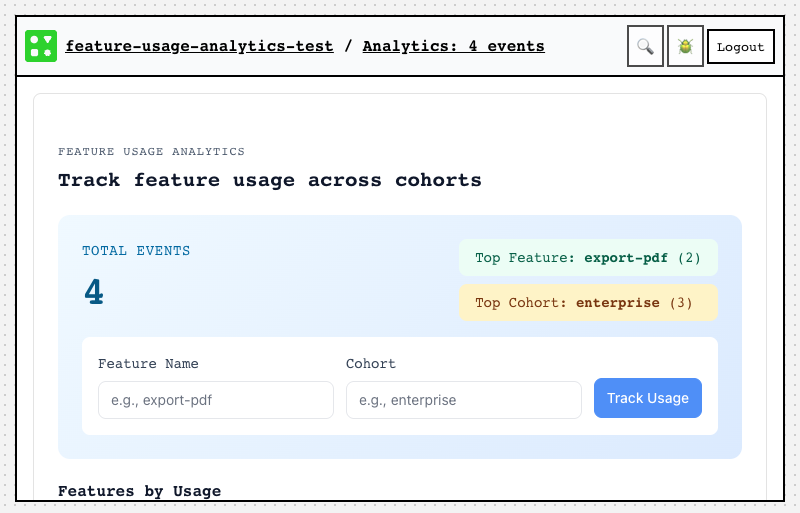 feature-usage-analytics-test / Analytics: 4 events
Logout
FEATURE USAGE ANALYTICS
Track feature usage across cohorts
TOTAL EVENTS
4
Top Feature: export-pdf (2)
Top Cohort: enterprise (3)
Feature Name
Cohort
e.g., export-pdf
e.g., enterprise
Track Usage
Features by Usage